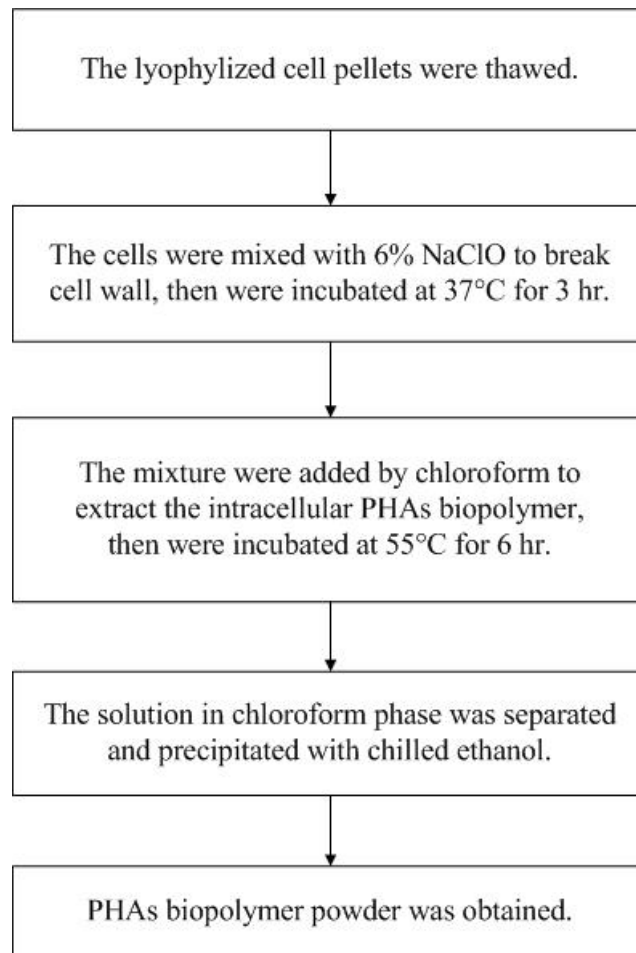 The lyophylized cell pellets were thawed.
The cells were mixed with 6% NaClO to break
cell wall, then were incubated at 37°C for 3 hr.
The mixture were added by chloroform to
extract the intracellular PHAs biopolymer,
then were incubated at 55°C for 6 hr.
The solution in chloroform phase was separated
and precipitated with chilled ethanol.
PHAs biopolymer powder was obtained.